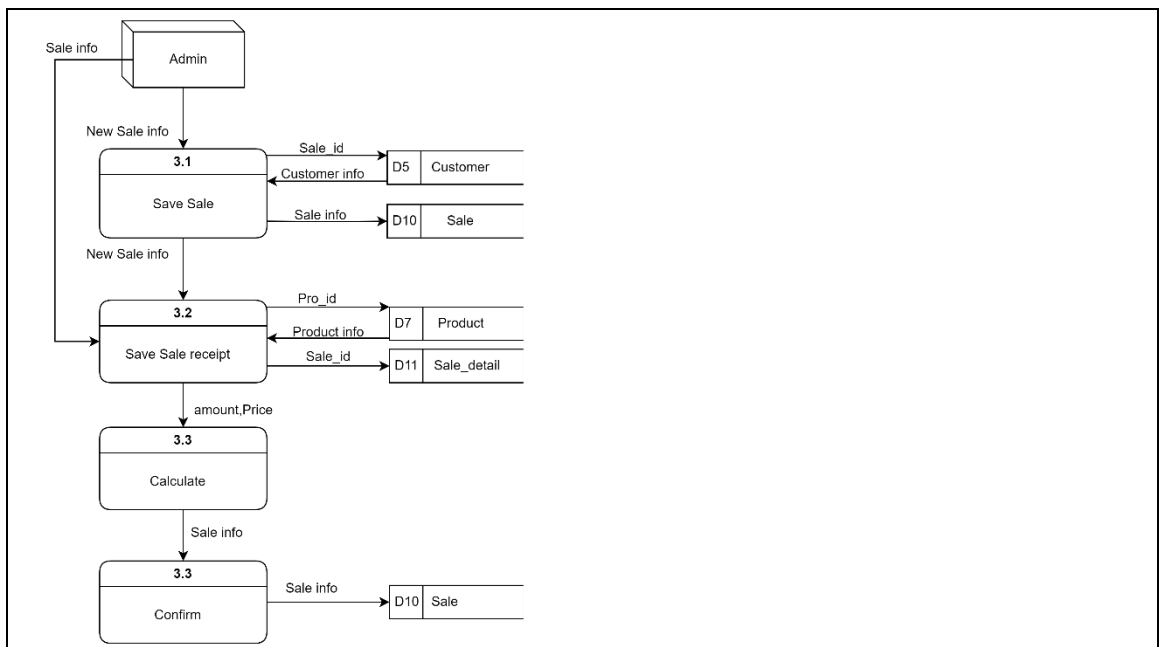 Sale info
Admin
New Sale info
3.1
Sale_id
D5 Customer
Customer info
Save Sale
Sale info
D10 Sale
New Sale info
3.2
Pro_id
D7 Product
Product info
Save Sale receipt
Sale_id
D11 Sale_detail
amount,Price
3.3
Calculate
Sale info
3.3
Sale info
D10 Sale
Confirm